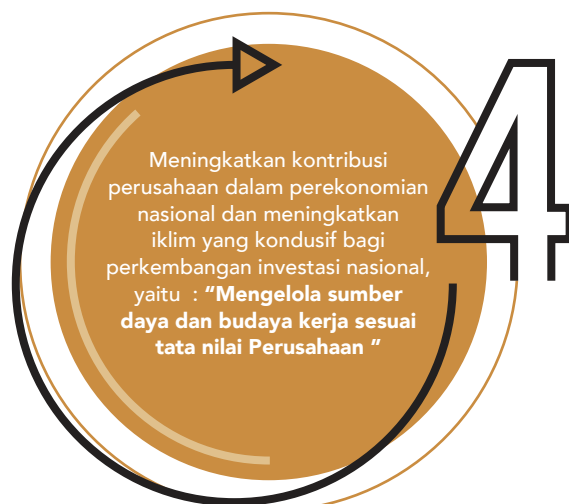 4
Meningkatkan kontribusi
perusahaan dalam perekonomian
nasional dan meningkatkan
iklim yang kondusif bagi
perkembangan investasi nasional,
yaitu : "Mengelola sumber
daya dan budaya kerja sesuai
tata nilai Perusahaan "